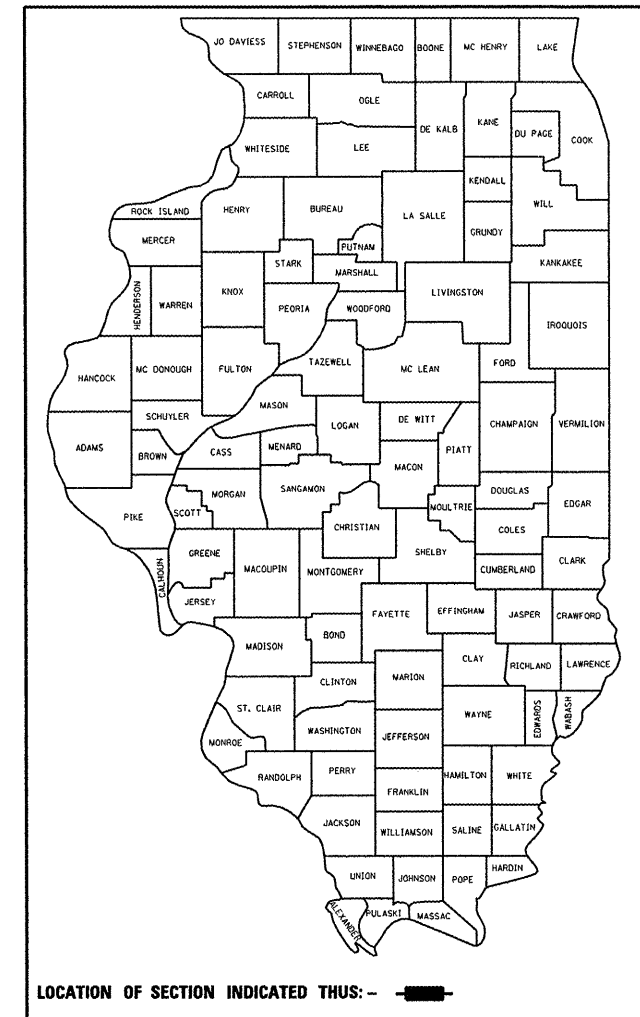 JO DAVIESS STEPHENSON WINNEBAGO BOONE MC HENRY LAKE
CARROLL OGLE DE KALB KANE DU PAGE COOK
WHITESIDE LEE
KENDALL WILL
ROCK ISLAND HENRY BUREAU LA SALLE GRUNDY
MERCER PUTNAM
STARK MARSHALL KANKAKEE
HENDERSON WARREN KNOX PEORIA WOODFORD LIVINGSTON IROQUOIS
HANCOCK MC DONOUGH FULTON TAZEWELL MC LEAN FORD
SCHUYLER MASON LOGAN DE WITT CHAMPAIGN VERMILION
ADAMS BROWN CASS MENARD MACON PIATT
PIKE SCOTT MORGAN SANGAMON MOULTRIE DOUGLAS EDGAR
CHRISTIAN COLES
CALHOUN GREENE MACOUPIN MONTGOMERY SHELBY CUMBERLAND CLARK
JERSEY FAYETTE EFFINGHAM JASPER CRAWFORD
MADISON BOND CLAY RICHLAND LAWRENCE
CLINTON MARION
ST. CLAIR WAYNE EDWARDS WABASH
MONROE WASHINGTON JEFFERSON
RANDOLPH PERRY FRANKLIN HAMILTON WHITE
JACKSON WILLIAMSON SALINE GALLATIN
UNION JOHNSON POPE HARDIN
ALEXANDER PULASKI MASSAC
LOCATION OF SECTION INDICATED THUS: -